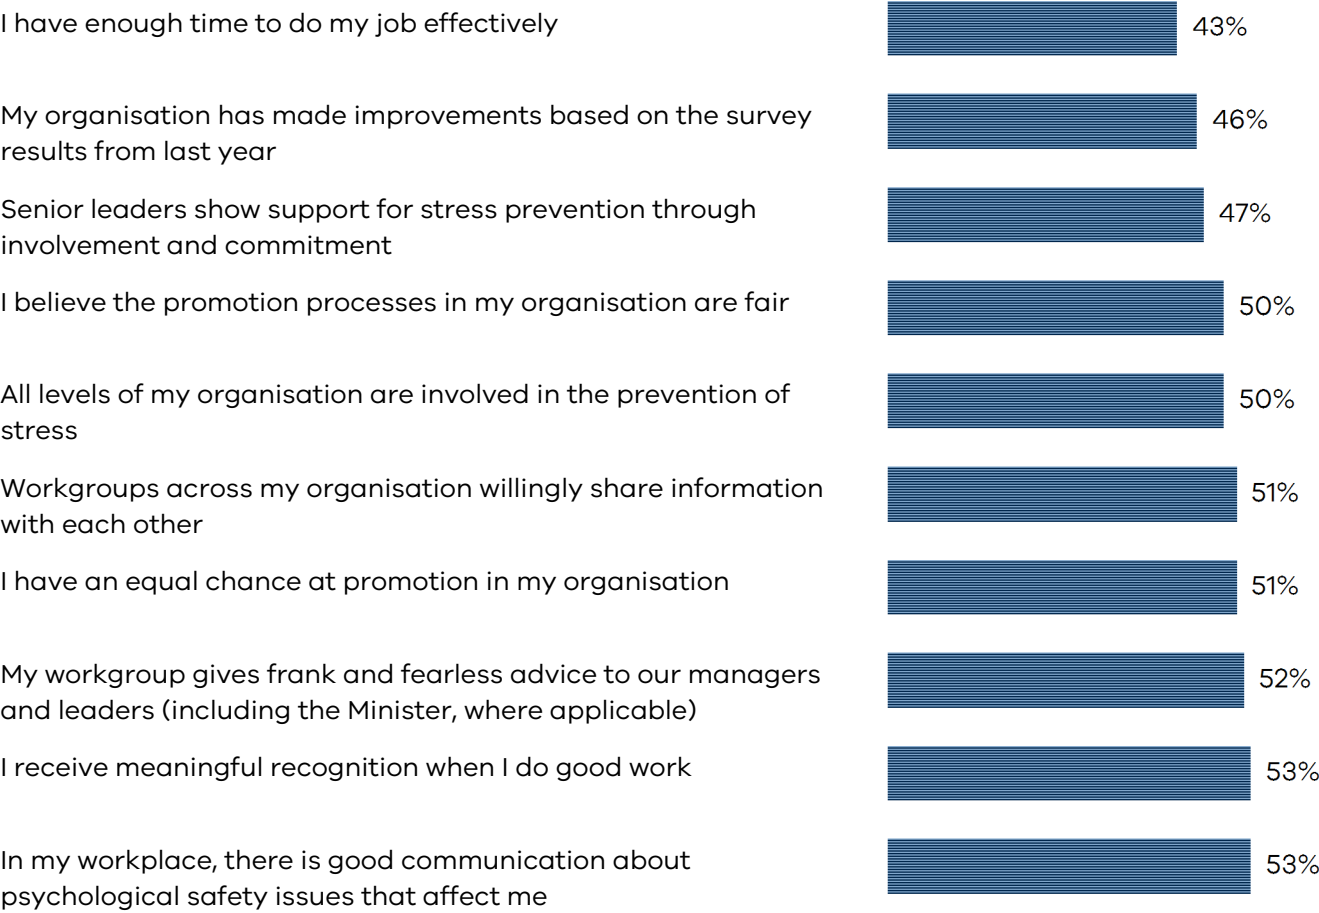 I have enough time to do my job effectively
43%
My organisation has made improvements based on the survey
results from last year
46%
Senior leaders show support for stress prevention through
involvement and commitment
47%
I believe the promotion processes in my organisation are fair
50%
All levels of my organisation are involved in the prevention of
stress
50%
Workgroups across my organisation willingly share information
with each other
51%
I have an equal chance at promotion in my organisation
51%
My workgroup gives frank and fearless advice to our managers
and leaders (including the Minister, where applicable)
52%
I receive meaningful recognition when I do good work
53%
In my workplace, there is good communication about
psychological safety issues that affect me
53%